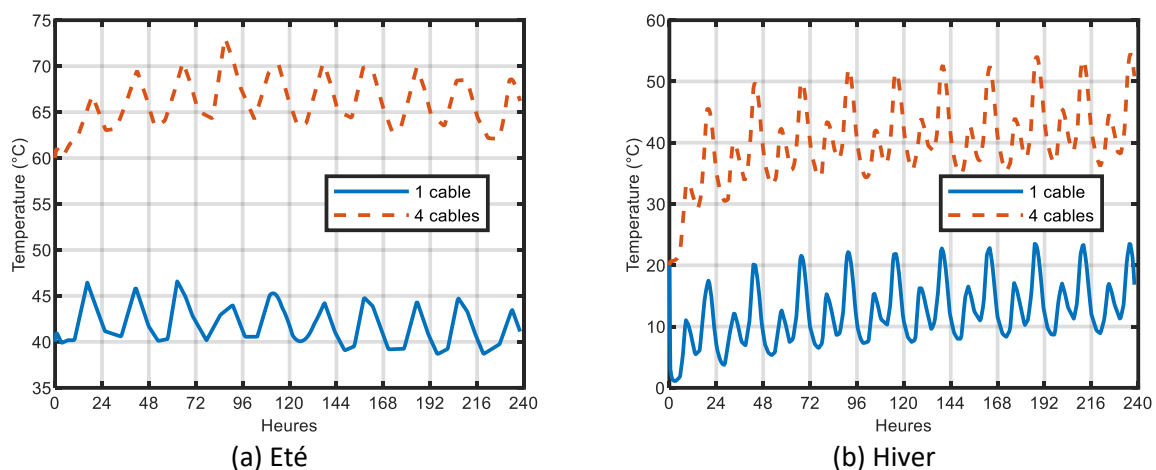 75
70
65
60
55
50
45
40
35
Temperature (°C)
1 cable
4 cables
0 24 48 72 96 120 144 168 192 216 240
Heures
(a) Eté
60
50
40
30
20
10
0
Temperature (°C)
1 cable
4 cables
0 24 48 72 96 120 144 168 192 216 240
Heures
(b) Hiver